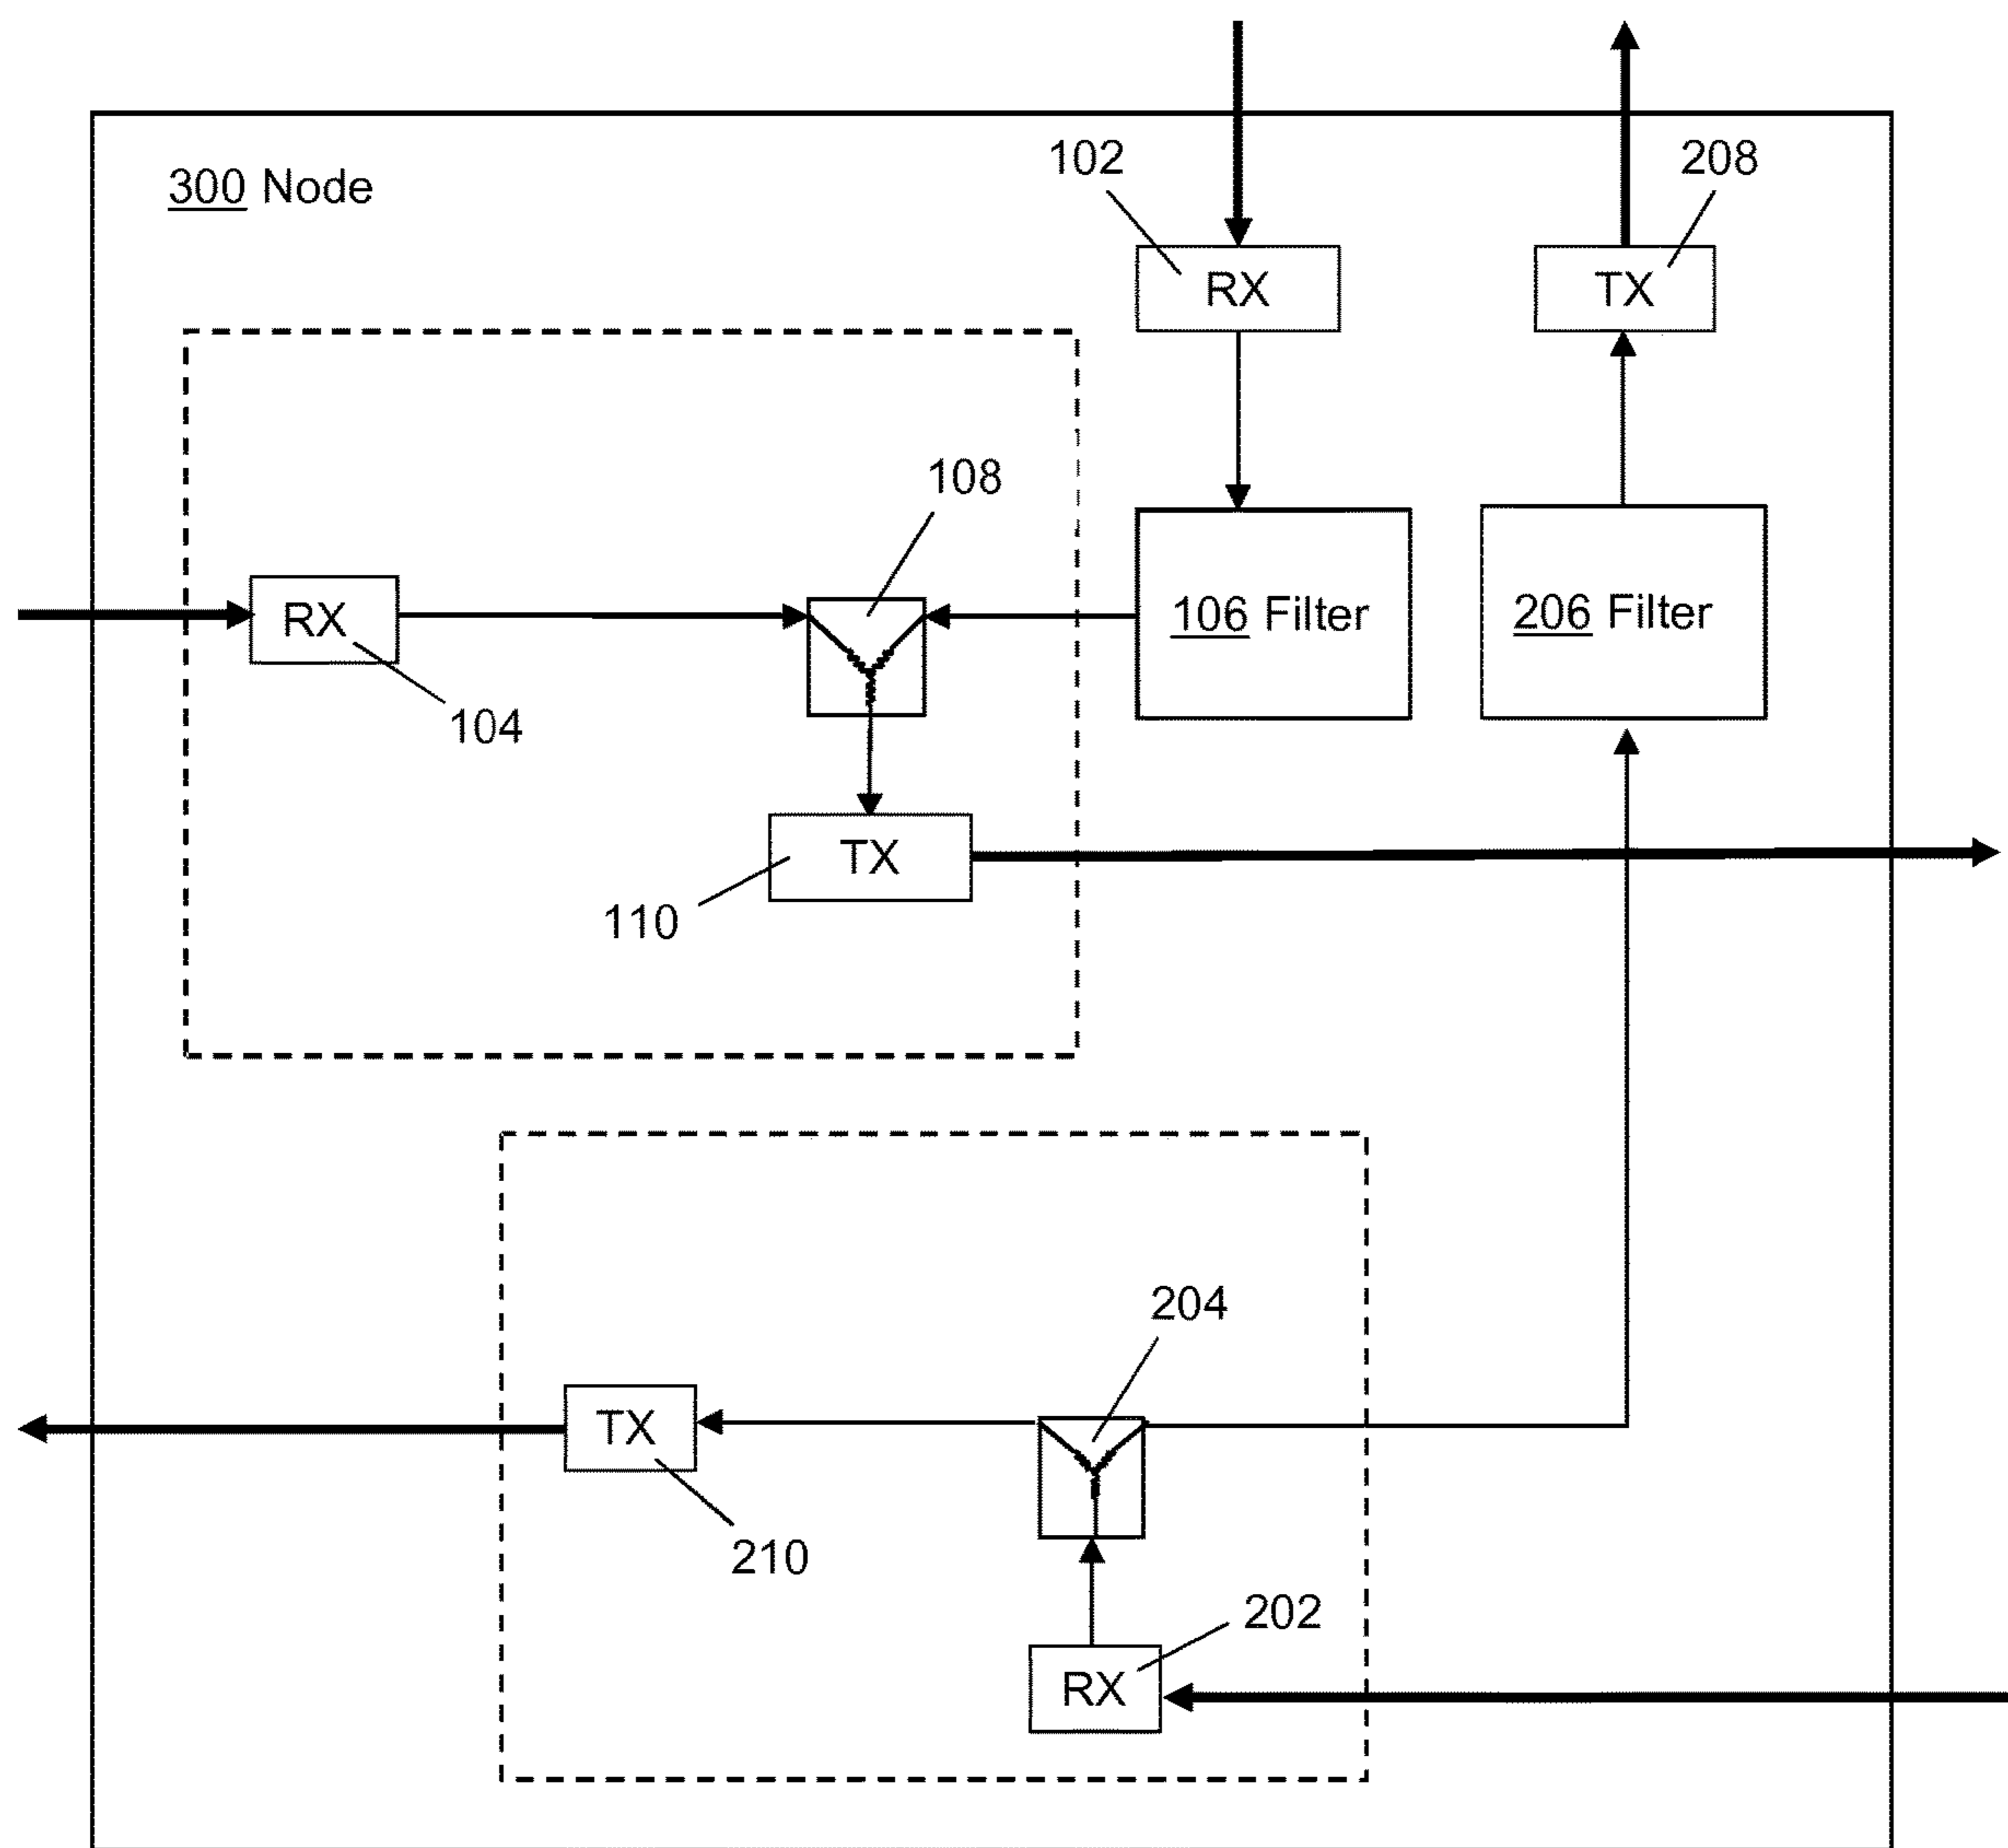 300 Node
102
208
RX
TX
108
RX
106 Filter
206 Filter
104
TX
110
204
TX
210
202
RX